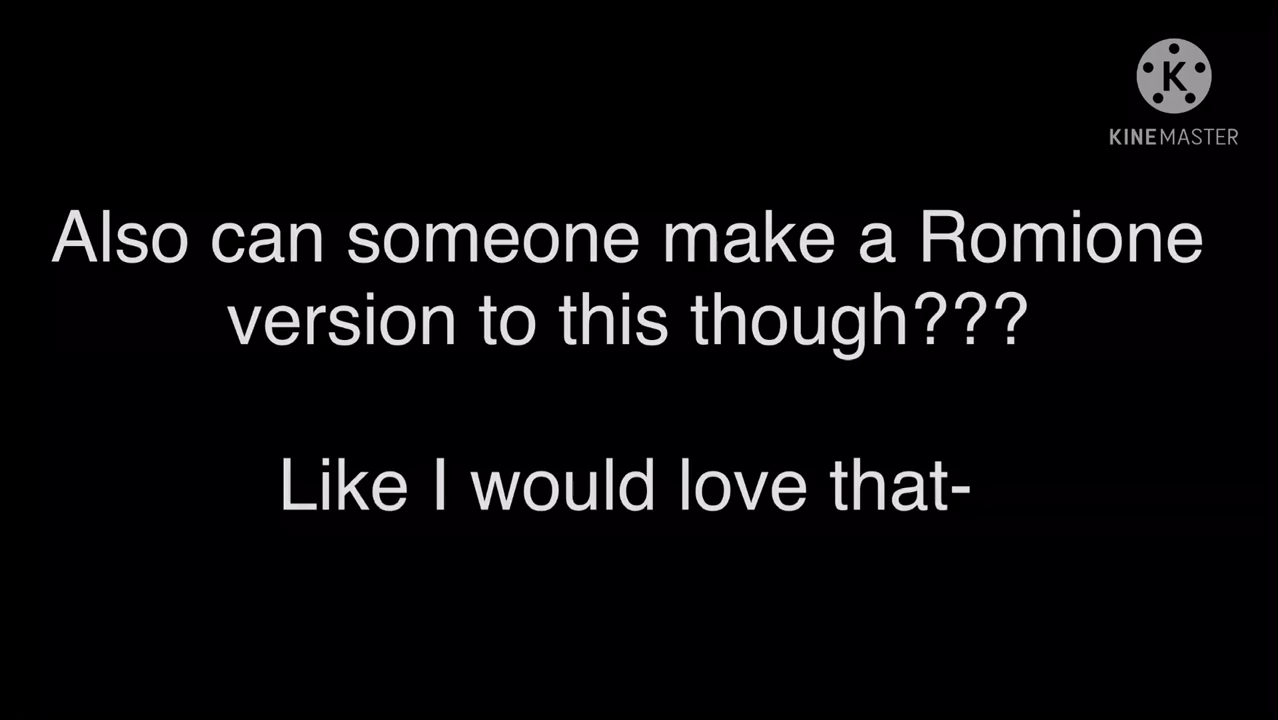 K
KINEMASTER
Also can someone make a Romione
version to this though???
Like I would love that-